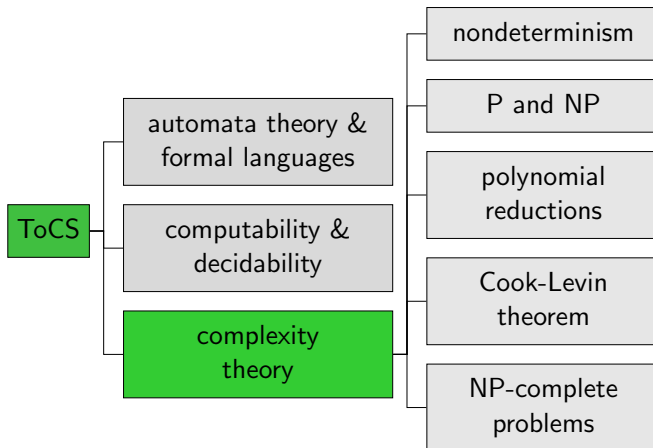 ToCS
automata theory &
formal languages
computability &
decidability
complexity
theory
nondeterminism
P and NP
polynomial
reductions
Cook-Levin
theorem
NP-complete
problems